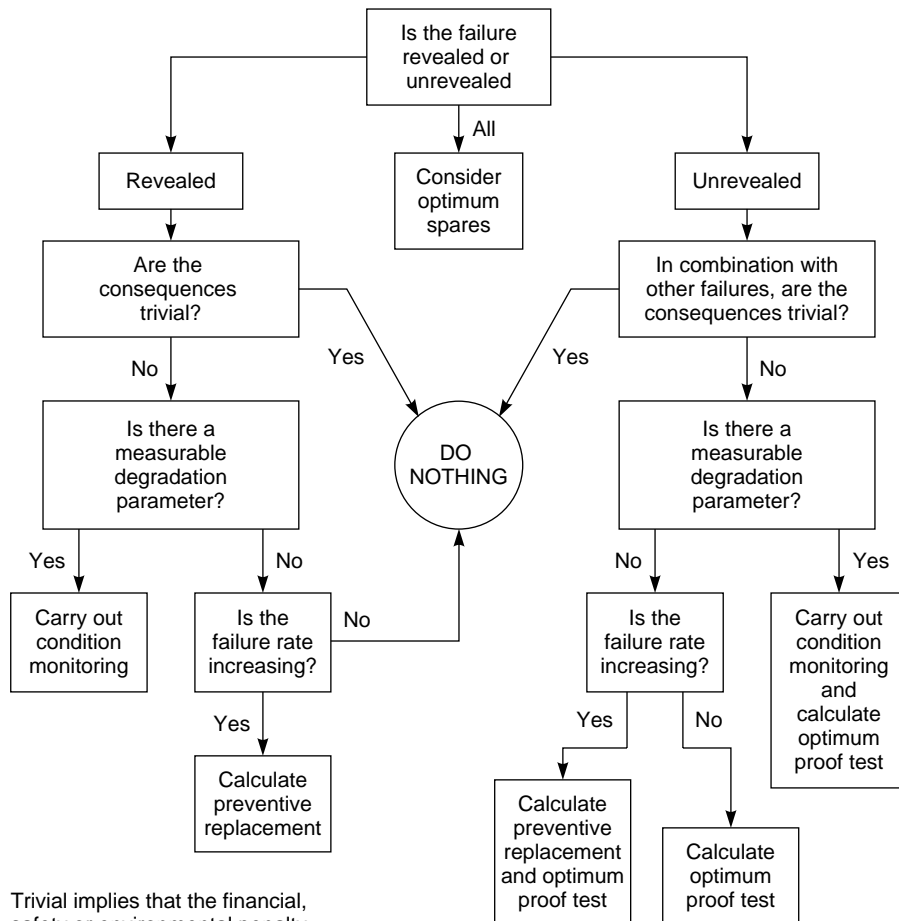 Is the failure
revealed or
unrevealed
All
Revealed
Consider
optimum
spares
Unrevealed
Are the
consequences
trivial?
In combination with
other failures, are the
consequences trivial?
Yes
Yes
No
No
Is there a
measurable
degradation
parameter?
DO
NOTHING
Is there a
measurable
degradation
parameter?
Yes
No
No
Yes
Carry out
condition
monitoring
Is the
failure rate
increasing?
No
Is the
failure rate
increasing?
Carry out
condition
monitoring
and
calculate
optimum
proof test
Yes
Yes
No
Calculate
preventive
replacement
Calculate
preventive
replacement
and optimum
proof test
Calculate
optimum
proof test
Trivial implies that the financial,
safety or environmental penalty